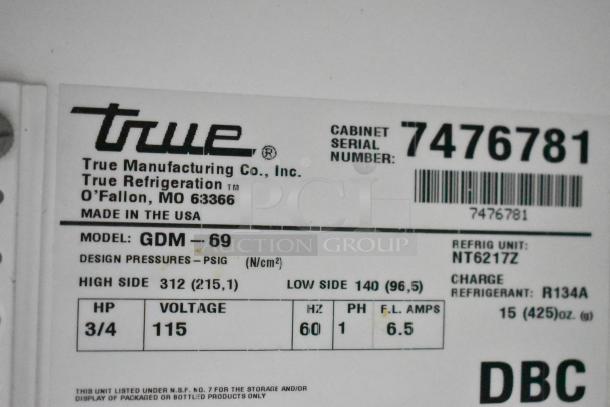 true ®
True Manufacturing Co., Inc.
True Refrigeration TM
O'Fallon, MO 63366
MADE IN THE USA
CABINET
SERIAL
NUMBER: 7476781
7476781
PCI
AUCTION GROUP
MODEL: GDM - 69
DESIGN PRESSURES - PSIG (N/cm²)
HIGH SIDE 312 (215,1) LOW SIDE 140 (96,5)
REFRIG UNIT:
NT6217Z
CHARGE
REFRIGERANT: R134A
15 (425)oz. (g)
HP VOLTAGE HZ PH F.L. AMPS
3/4 115 60 1 6.5
DBC
THIS UNIT LISTED UNDER N.S.F. NO. 7 FOR THE STORAGE AND/OR
DISPLAY OF PACKAGED OR BOTTLED PRODUCTS ONLY